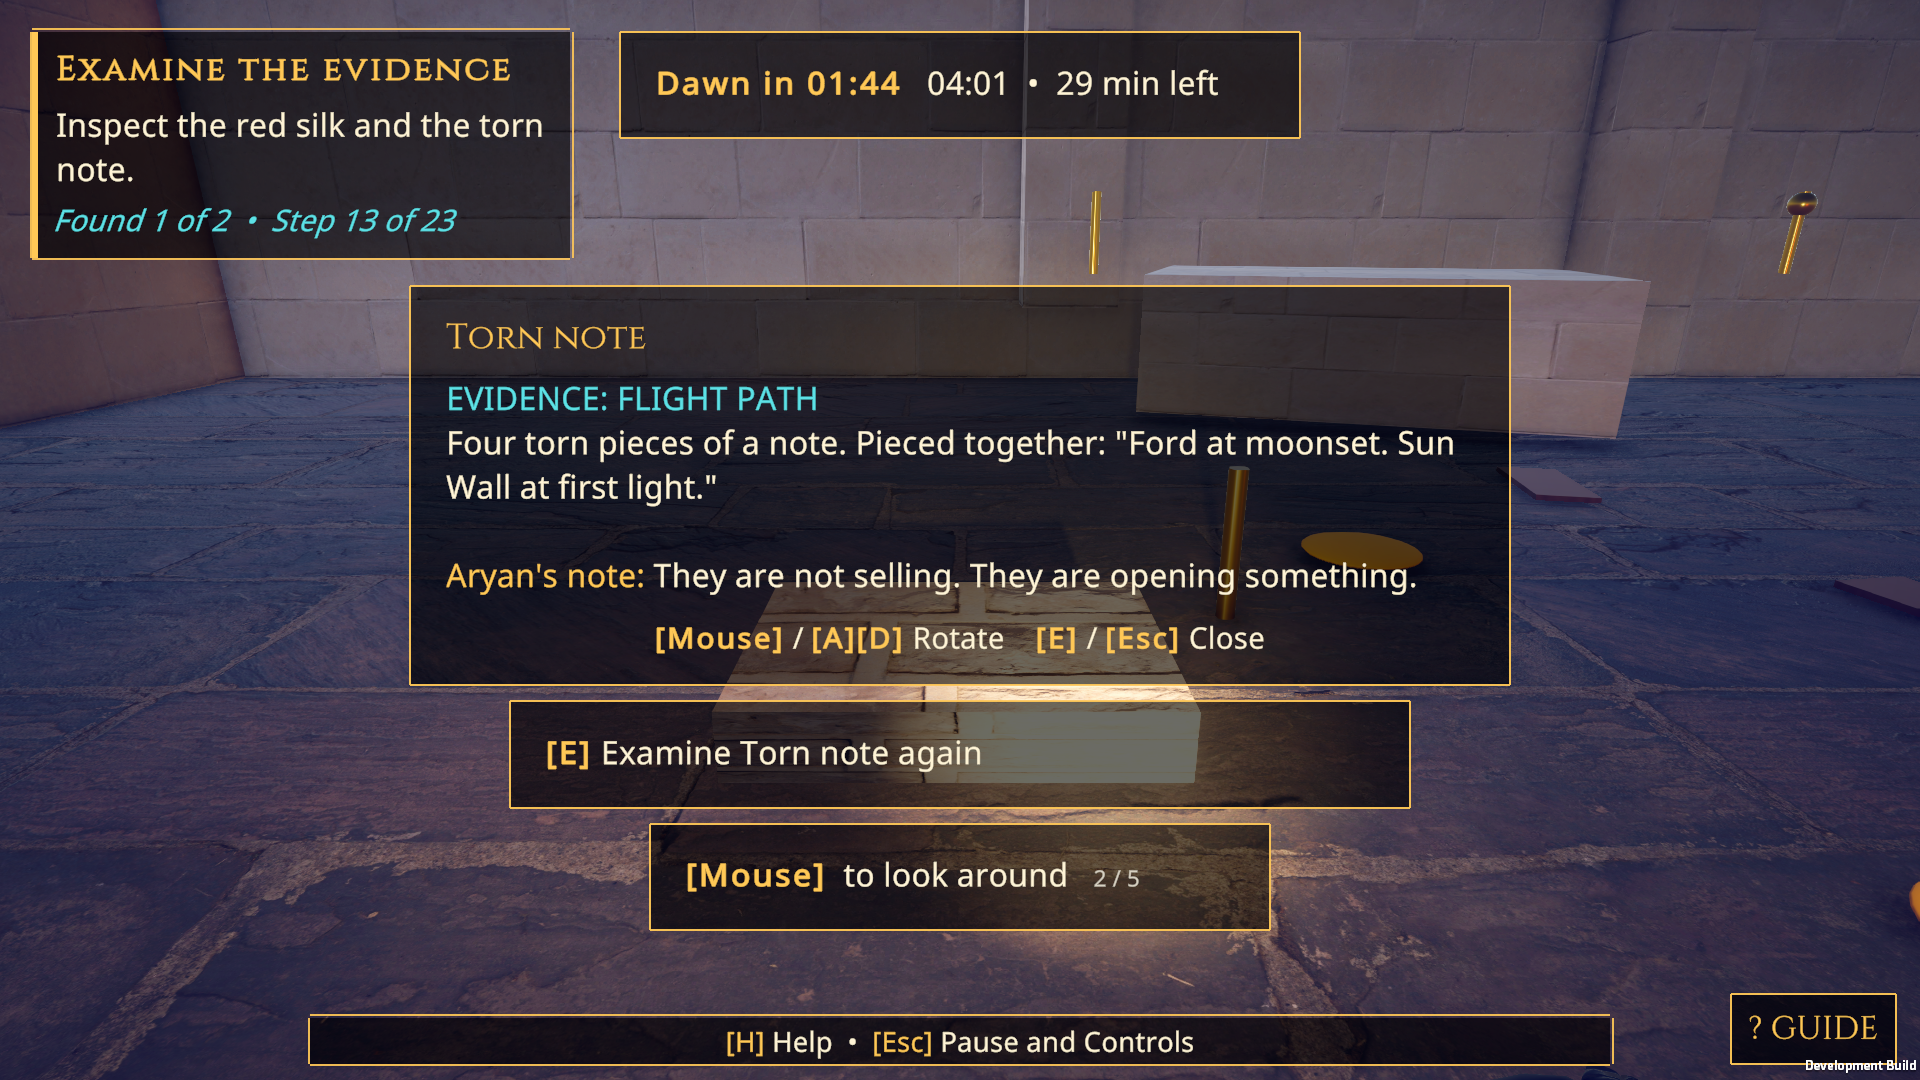 EXAMINE THE EVIDENCE
Inspect the red silk and the torn
note.
Found 1 of 2 • Step 13 of 23
Dawn in 01:44 04:01 • 29 min left
TORN NOTE
EVIDENCE: FLIGHT PATH
Four torn pieces of a note. Pieced together: "Ford at moonset. Sun
Wall at first light."
Aryan's note: They are not selling. They are opening something.
[Mouse] / [A][D] Rotate [E] / [Esc] Close
[E] Examine Torn note again
[Mouse] to look around 2 / 5
[H] Help • [Esc] Pause and Controls
? GUIDE
Development Build